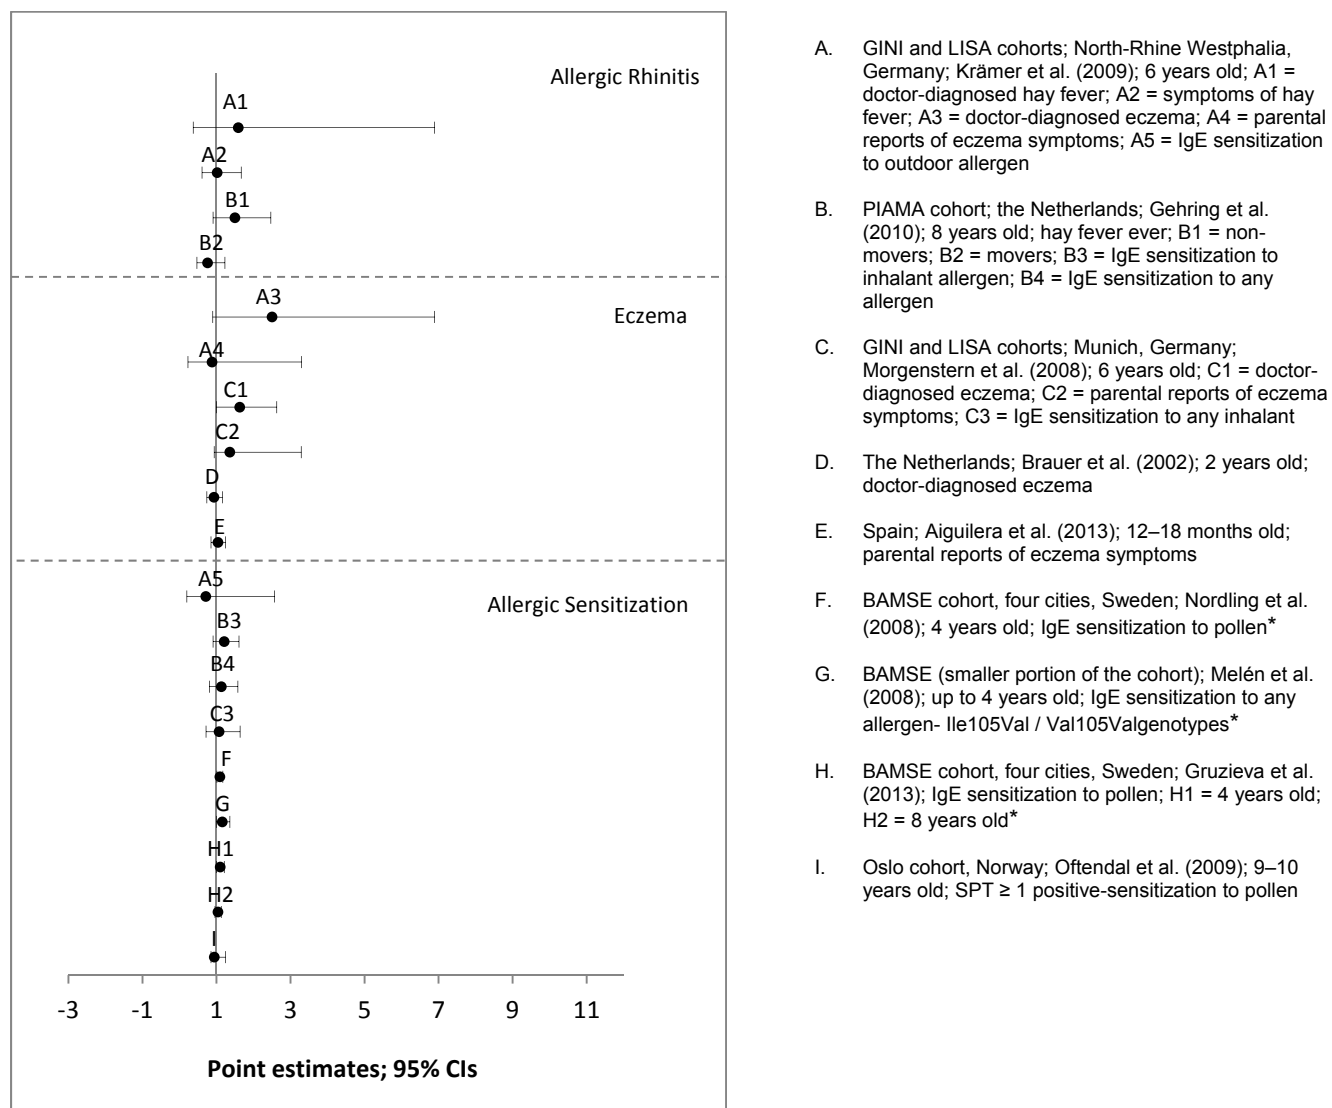 Allergic Rhinitis
A1
A2
B1
B2
A3
Eczema
A4
C1
C2
D
E
A5
Allergic Sensitization
B3
B4
C3
F
G
H1
H2
I
-3 -1 1 3 5 7 9 11
Point estimates; 95% CIs
A. GINI and LISA cohorts; North-Rhine Westphalia,
Germany; Krämer et al. (2009); 6 years old; A1 =
doctor-diagnosed hay fever; A2 = symptoms of hay
fever; A3 = doctor-diagnosed eczema; A4 = parental
reports of eczema symptoms; A5 = IgE sensitization
to outdoor allergen
B. PIAMA cohort; the Netherlands; Gehring et al.
(2010); 8 years old; hay fever ever; B1 = non-
movers; B2 = movers; B3 = IgE sensitization to
inhalant allergen; B4 = IgE sensitization to any
allergen
C. GINI and LISA cohorts; Munich, Germany;
Morgenstern et al. (2008); 6 years old; C1 = doctor-
diagnosed eczema; C2 = parental reports of eczema
symptoms; C3 = IgE sensitization to any inhalant
D. The Netherlands; Brauer et al. (2002); 2 years old;
doctor-diagnosed eczema
E. Spain; Aiguilera et al. (2013); 12–18 months old;
parental reports of eczema symptoms
F. BAMSE cohort, four cities, Sweden; Nordling et al.
(2008); 4 years old; IgE sensitization to pollen*
G. BAMSE (smaller portion of the cohort); Melén et al.
(2008); up to 4 years old; IgE sensitization to any
allergen- Ile105Val / Val105Valgenotypes*
H. BAMSE cohort, four cities, Sweden; Gruzieva et al.
(2013); IgE sensitization to pollen; H1 = 4 years old;
H2 = 8 years old*
I. Oslo cohort, Norway; Oftendal et al. (2009); 9–10
years old; SPT ≥ 1 positive-sensitization to pollen